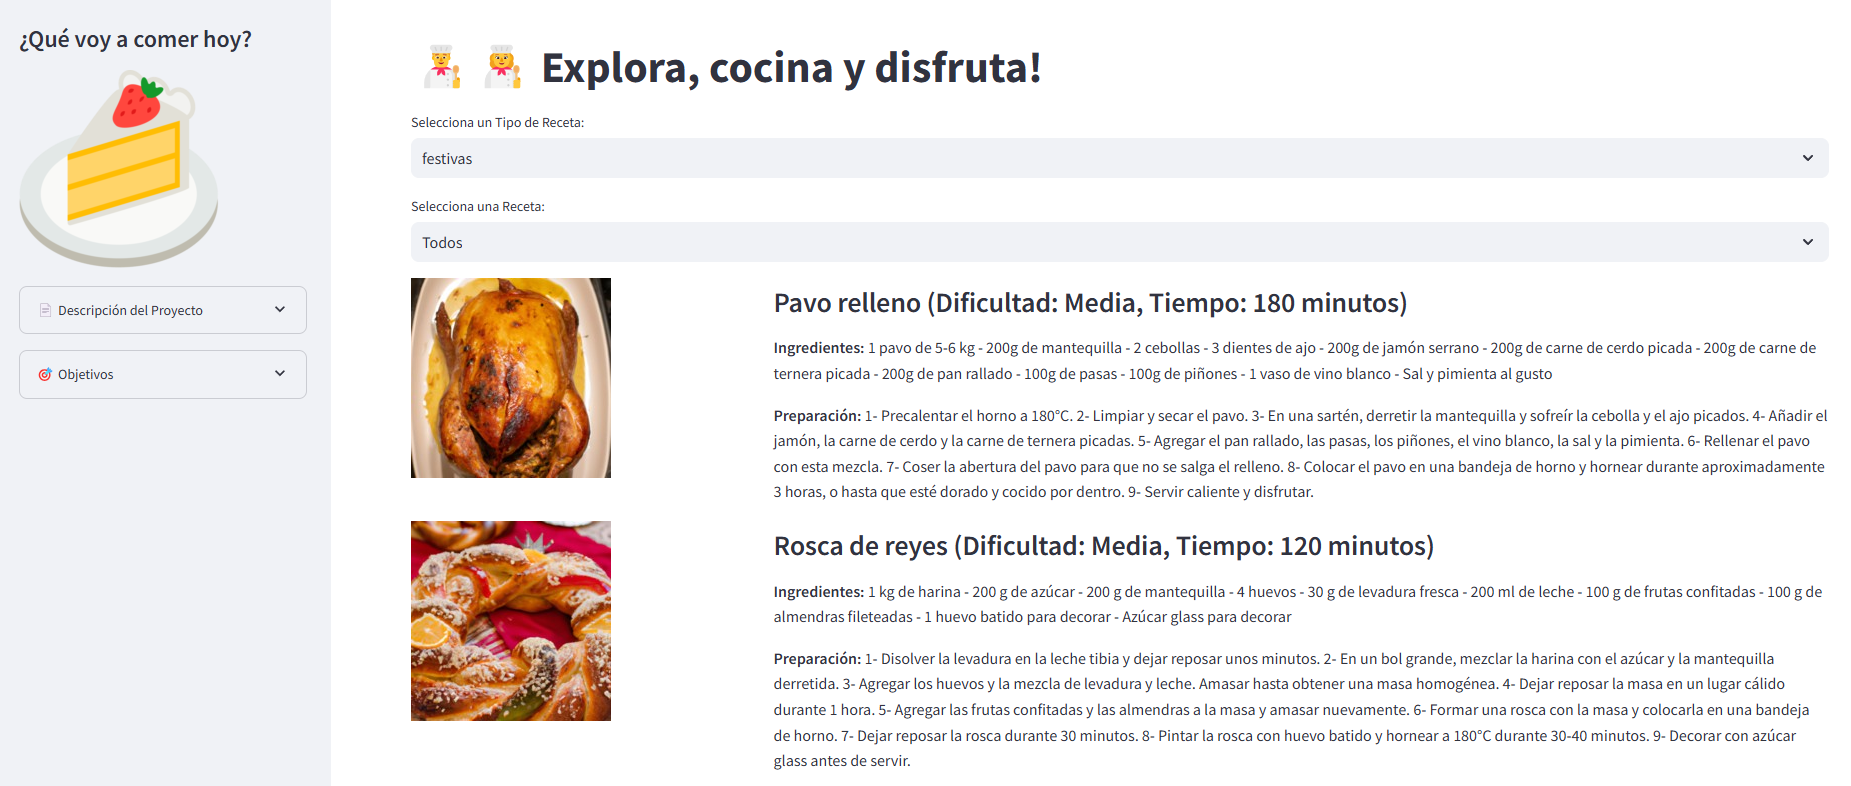 ¿Qué voy a comer hoy?
Descripción del Proyecto
Objetivos
Explora, cocina y disfruta!
Selecciona un Tipo de Receta:
festivas
Selecciona una Receta:
Todos
Pavo relleno (Dificultad: Media, Tiempo: 180 minutos)
Ingredientes: 1 pavo de 5-6 kg - 200g de mantequilla - 2 cebollas - 3 dientes de ajo - 200g de jamón serrano - 200g de carne de cerdo picada - 200g de carne de
ternera picada - 200g de pan rallado - 100g de pasas - 100g de piñones - 1 vaso de vino blanco - Sal y pimienta al gusto
Preparación: 1- Precalentar el horno a 180°C. 2- Limpiar y secar el pavo. 3- En una sartén, derretir la mantequilla y sofreír la cebolla y el ajo picados. 4- Añadir el
jamón, la carne de cerdo y la carne de ternera picadas. 5- Agregar el pan rallado, las pasas, los piñones, el vino blanco, la sal y la pimienta. 6- Rellenar el pavo
con esta mezcla. 7- Coser la abertura del pavo para que no se salga el relleno. 8- Colocar el pavo en una bandeja de horno y hornear durante aproximadamente
3 horas, o hasta que esté dorado y cocido por dentro. 9- Servir caliente y disfrutar.
Rosca de reyes (Dificultad: Media, Tiempo: 120 minutos)
Ingredientes: 1 kg de harina - 200 g de azúcar - 200 g de mantequilla - 4 huevos - 30 g de levadura fresca - 200 ml de leche - 100 g de frutas confitadas - 100 g de
almendras fileteadas - 1 huevo batido para decorar - Azúcar glass para decorar
Preparación: 1- Disolver la levadura en la leche tibia y dejar reposar unos minutos. 2- En un bol grande, mezclar la harina con el azúcar y la mantequilla
derretida. 3- Agregar los huevos y la mezcla de levadura y leche. Amasar hasta obtener una masa homogénea. 4- Dejar reposar la masa en un lugar cálido
durante 1 hora. 5- Agregar las frutas confitadas y las almendras a la masa y amasar nuevamente. 6- Formar una rosca con la masa y colocarla en una bandeja
de horno. 7- Dejar reposar la rosca durante 30 minutos. 8- Pintar la rosca con huevo batido y hornear a 180°C durante 30-40 minutos. 9- Decorar con azúcar
glass antes de servir.